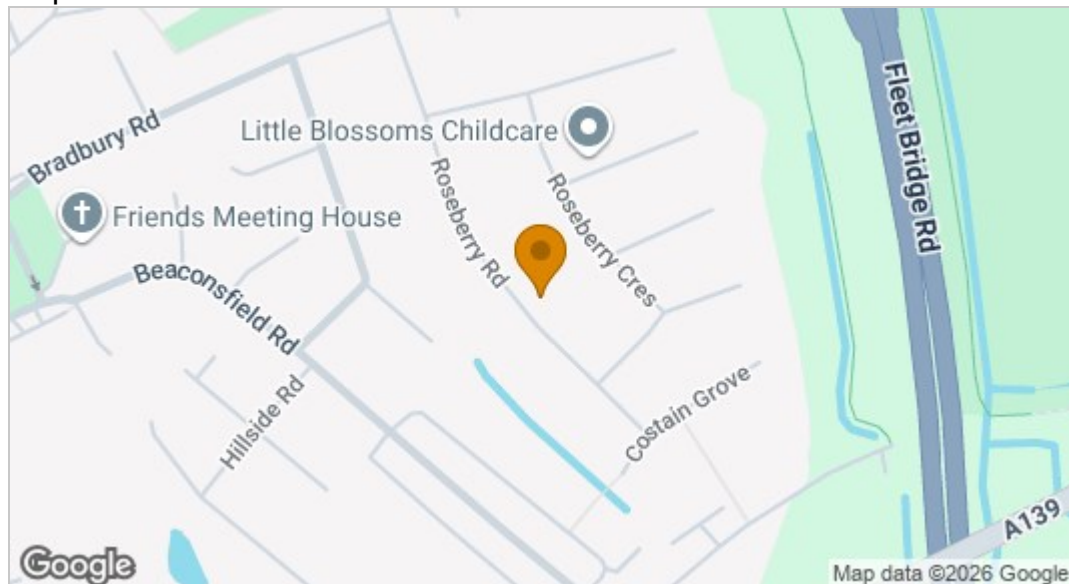 Bradbury Rd
Little Blossoms Childcare
Fleet Bridge Rd
Roseberry Rd
Roseberry Cres
Friends Meeting House
Beaconsfield Rd
Hillside Rd
Costain Grove
A139
Google
Map data ©2026 Google